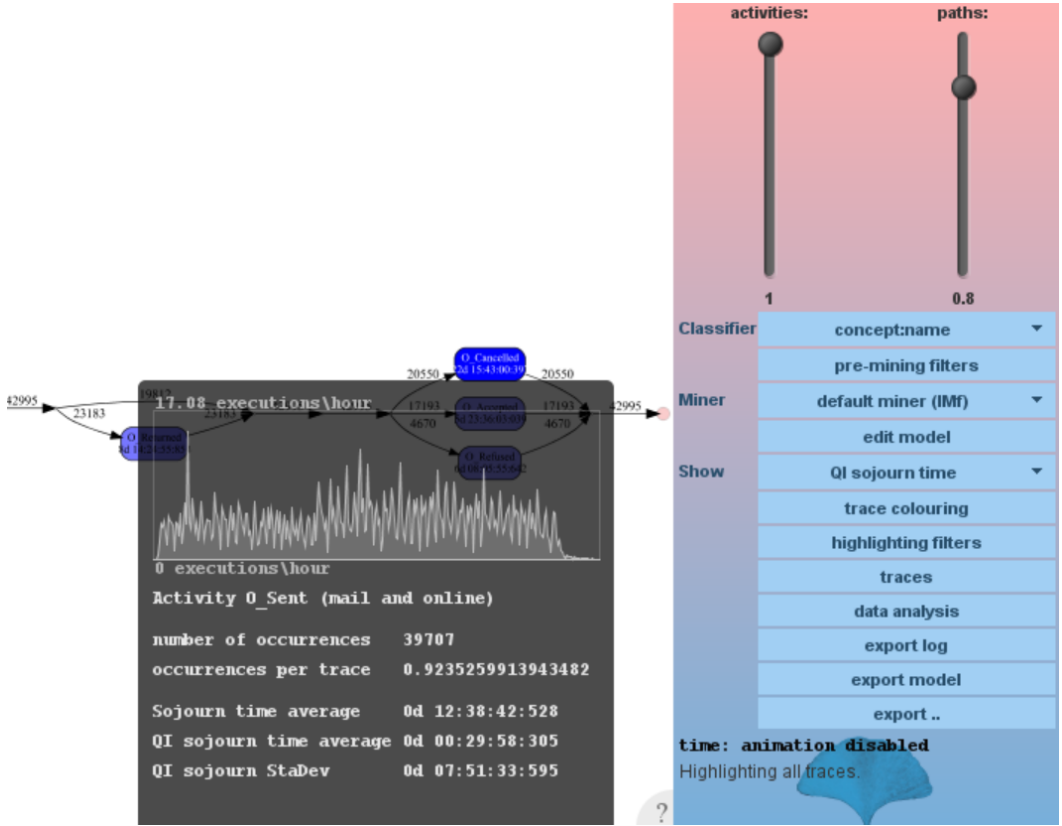 activities: paths:
1 0.8
Classifier concept:name
pre-mining filters
Miner default miner (IMf)
edit model
Show QI sojourn time
trace colouring
highlighting filters
traces
data analysis
export log
export model
export ..
time: animation disabled
Highlighting all traces.
?
O_Cancelled
20550 20550
42995 19812 17193 17193 42995
23183 23183 4670 4670
O_Accepted
O_Returned
O_Refused
17.08 executions\hour
0 executions\hour
Activity O_Sent (mail and online)
number of occurrences 39707
occurrences per trace 0.9235259913943482
Sojourn time average 0d 12:38:42:528
QI sojourn time average 0d 00:29:58:305
QI sojourn StaDev 0d 07:51:33:595